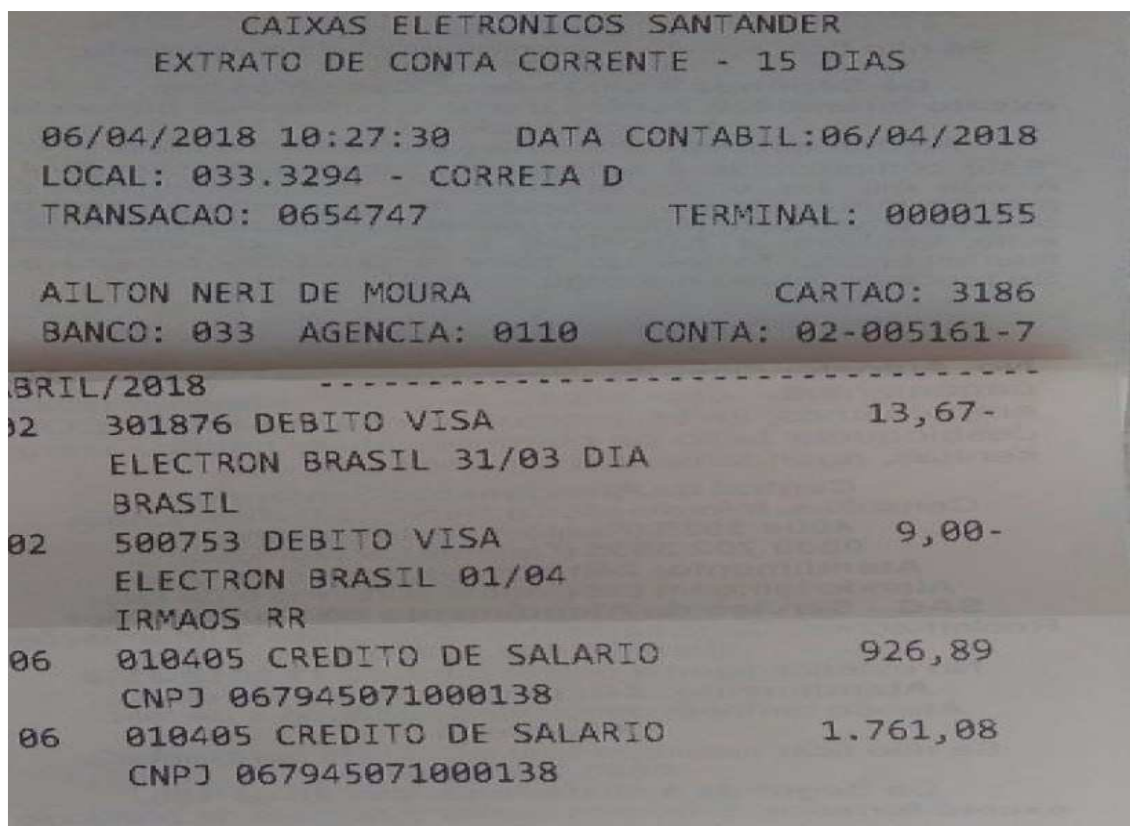 CAIXAS ELETRONICOS SANTANDER
EXTRATO DE CONTA CORRENTE - 15 DIAS
06/04/2018 10:27:30 DATA CONTABIL:06/04/2018
LOCAL: 033.3294 - CORREIA D
TRANSACAO: 0654747 TERMINAL: 0000155
AILTON NERI DE MOURA CARTAO: 3186
BANCO: 033 AGENCIA: 0110 CONTA: 02-005161-7
ABRIL/2018 - - - - - - - - - - - - - - - - - - - - - - - - - - - - - - - - -
02 301876 DEBITO VISA 13,67-
ELECTRON BRASIL 31/03 DIA
BRASIL
02 500753 DEBITO VISA 9,00-
ELECTRON BRASIL 01/04
IRMAOS RR
06 010405 CREDITO DE SALARIO 926,89
CNPJ 067945071000138
06 010405 CREDITO DE SALARIO 1.761,08
CNPJ 067945071000138